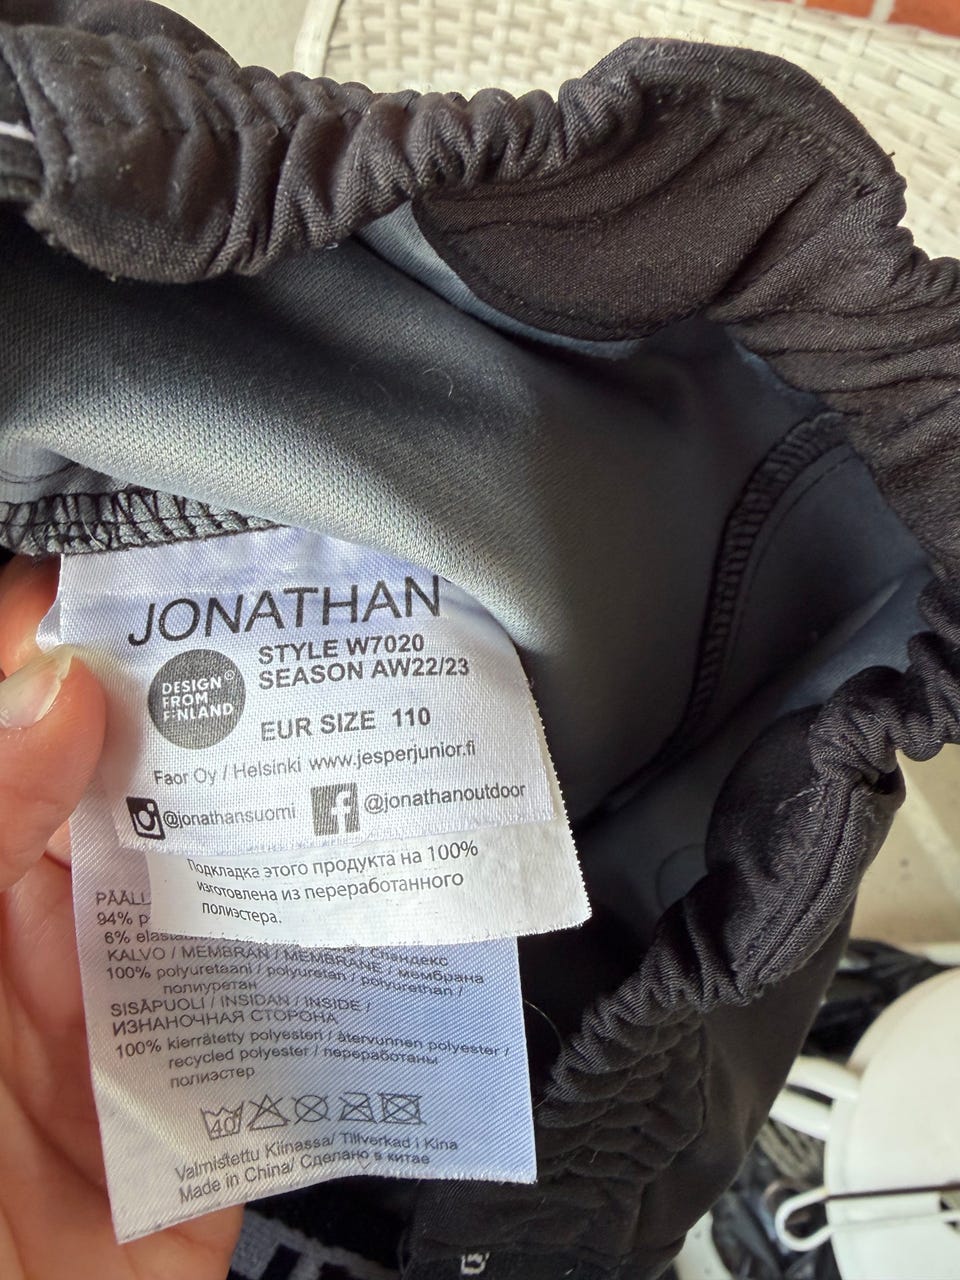 JONATHAN
STYLE W7020
SEASON AW22/23
DESIGN
FROM
FINLAND
EUR SIZE 110
Faor Oy / Helsinki www.jesperjunior.fi
@jonathansuomi
@jonathanoutdoor
Подкладка этого продукта на 100%
изготовлена из переработанного
полиэстера.
94%
6%
KALVO / MEMBRAN / MEMBRANE / мембрана
100% polyuretaani / polyuretan / polyurethan /
полиуретан
SISÄPUOLI / INSIDAN / INSIDE /
ИЗНАНОЧНАЯ СТОРОНА
100% kierrätetty polyesteri / återvunnen polyester /
recycled polyester / переработаны
полиэстер
40
Valmistettu Kiinassa/ Tillverkad i Kina
Made in China/ Сделано в китае